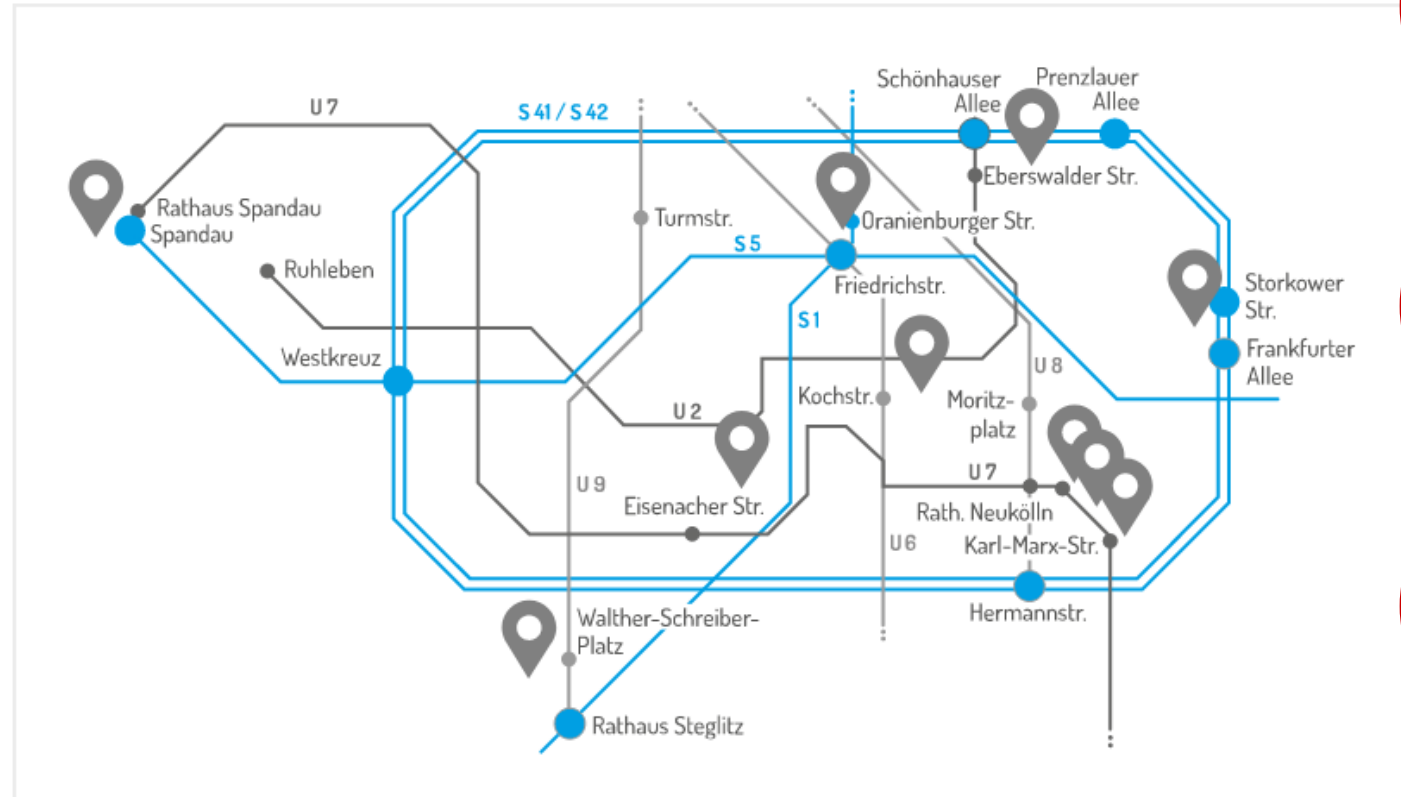 Schönhauser
Allee
Prenzlauer
Allee
U 7
S 41 / S 42
Eberswalder Str.
Rathaus Spandau
Spandau
Turmstr.
Oranienburger Str.
S 5
Ruhleben
Friedrichstr.
Storkower
Str.
S 1
Westkreuz
Frankfurter
Allee
U 8
Kochstr.
Moritz-
platz
U 2
U 7
U 9
Eisenacher Str.
Rath. Neukölln
U 6
Karl-Marx-Str.
Hermannstr.
Walther-Schreiber-
Platz
Rathaus Steglitz